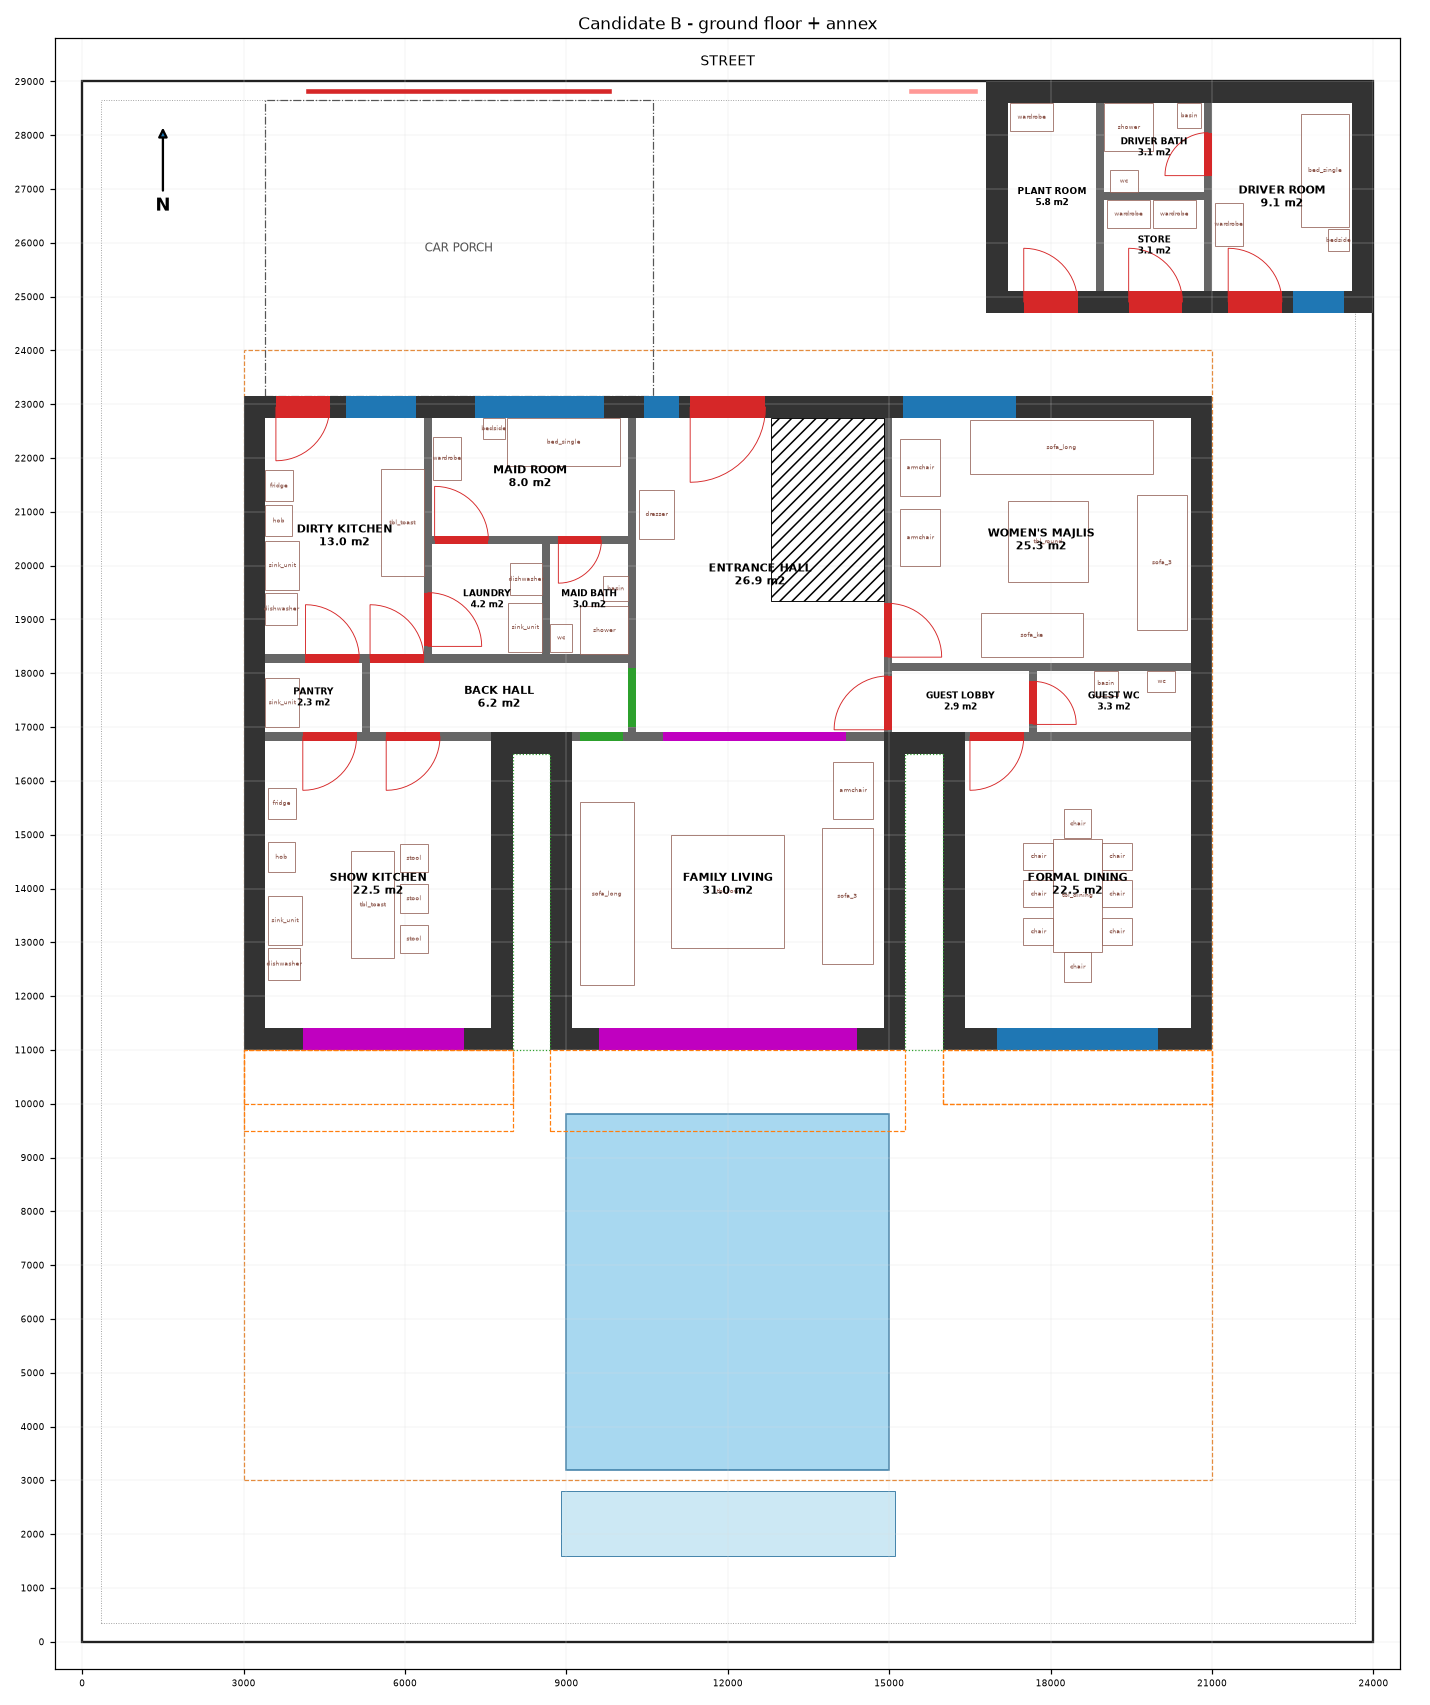 Candidate B - ground floor + annex
STREET
29000
28000
27000
26000
25000
24000
23000
22000
21000
20000
19000
18000
17000
16000
15000
14000
13000
12000
11000
10000
9000
8000
7000
6000
5000
4000
3000
2000
1000
0
N
CAR PORCH
wardrobe
shower
basin
DRIVER BATH
3.1 m2
wc
bed_single
PLANT ROOM
5.8 m2
DRIVER ROOM
9.1 m2
wardrobe
wardrobe
wardrobe
STORE
3.1 m2
bedside
bedside
bed_single
wardrobe
MAID ROOM
8.0 m2
fridge
hob
tbl_toast
DIRTY KITCHEN
13.0 m2
sink_unit
dishwasher
dresser
ENTRANCE HALL
26.9 m2
armchair
armchair
sofa_long
WOMEN'S MAJLIS
25.3 m2
sofa_3
sofa_ke
dishwasher
LAUNDRY
4.2 m2
sink_unit
basin
MAID BATH
3.0 m2
wc
shower
PANTRY
2.3 m2
sink_unit
BACK HALL
6.2 m2
GUEST LOBBY
2.9 m2
basin
wc
GUEST WC
3.3 m2
fridge
hob
stool
SHOW KITCHEN
22.5 m2
tbl_toast
stool
stool
sink_unit
dishwasher
armchair
FAMILY LIVING
31.0 m2
sofa_long
sofa_3
chair
chair
chair
FORMAL DINING
22.5 m2
chair
chair
chair
chair
chair
0
3000
6000
9000
12000
15000
18000
21000
24000